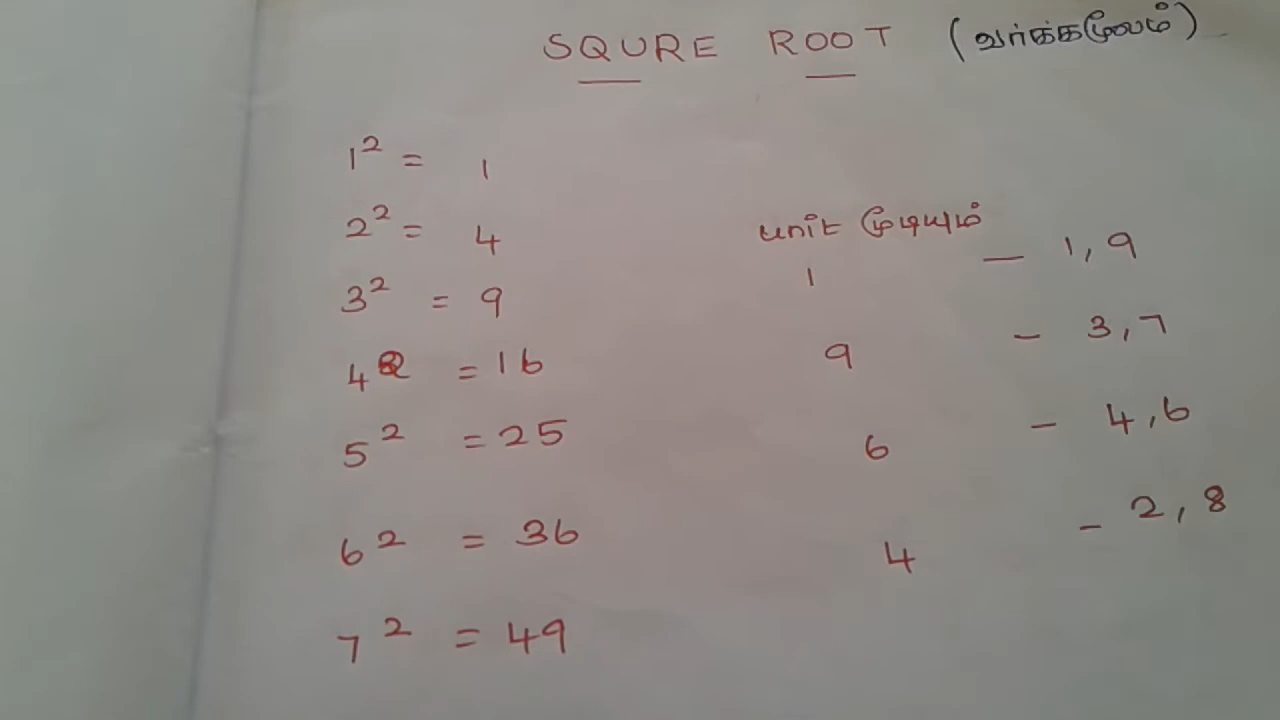 SQURE ROOT (வர்க்கமூலம்)
1² = 1
2² = 4
3² = 9
4² = 16
5² = 25
6² = 36
7² = 49
unit முடியும்
1 — 1, 9
9 - 3, 7
6 - 4, 6
4 - 2, 8